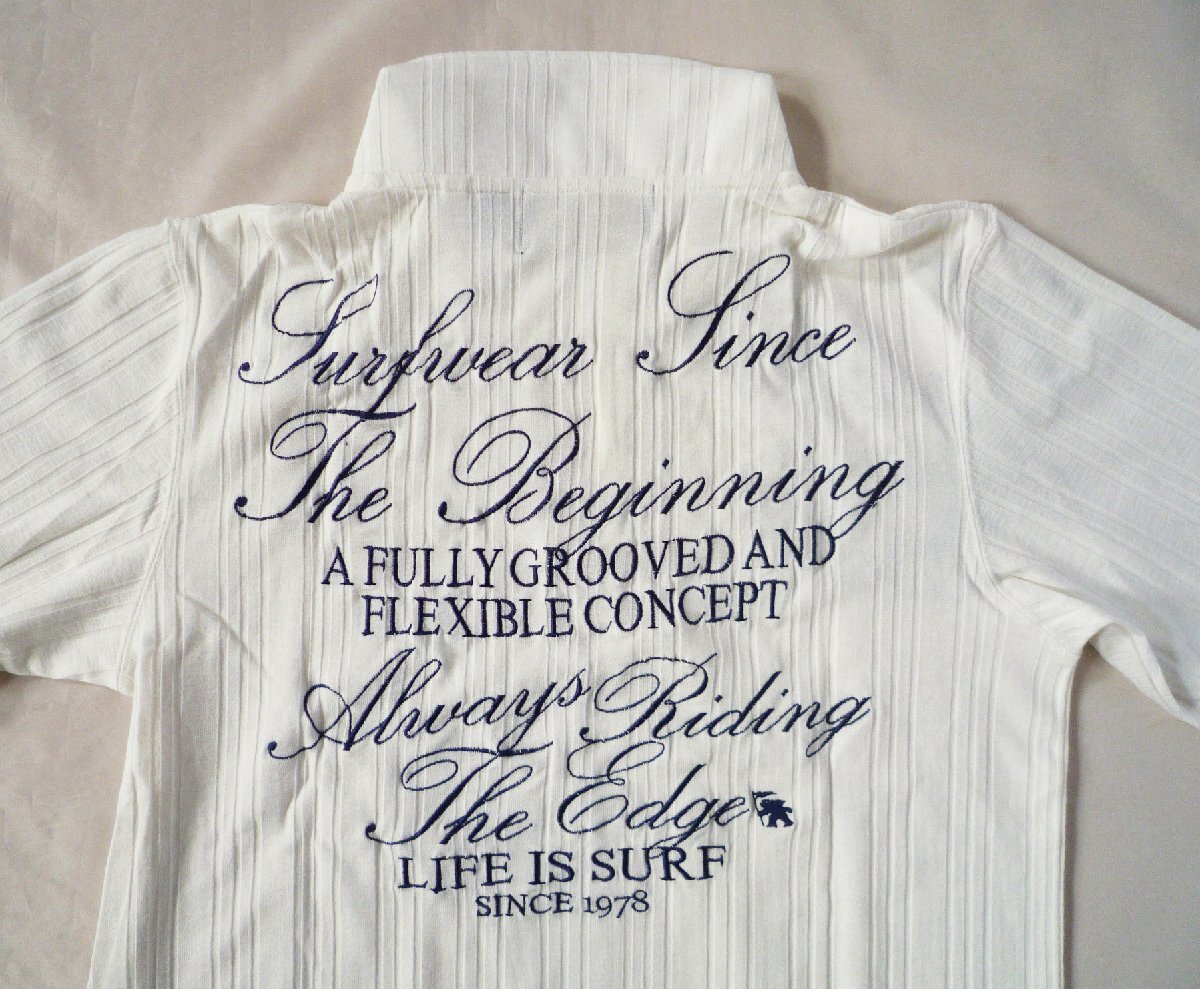 Surfwear Since
The Beginning
A FULLY GROOVED AND
FLEXIBLE CONCEPT
Always Riding
The Edge
LIFE IS SURF
SINCE 1978